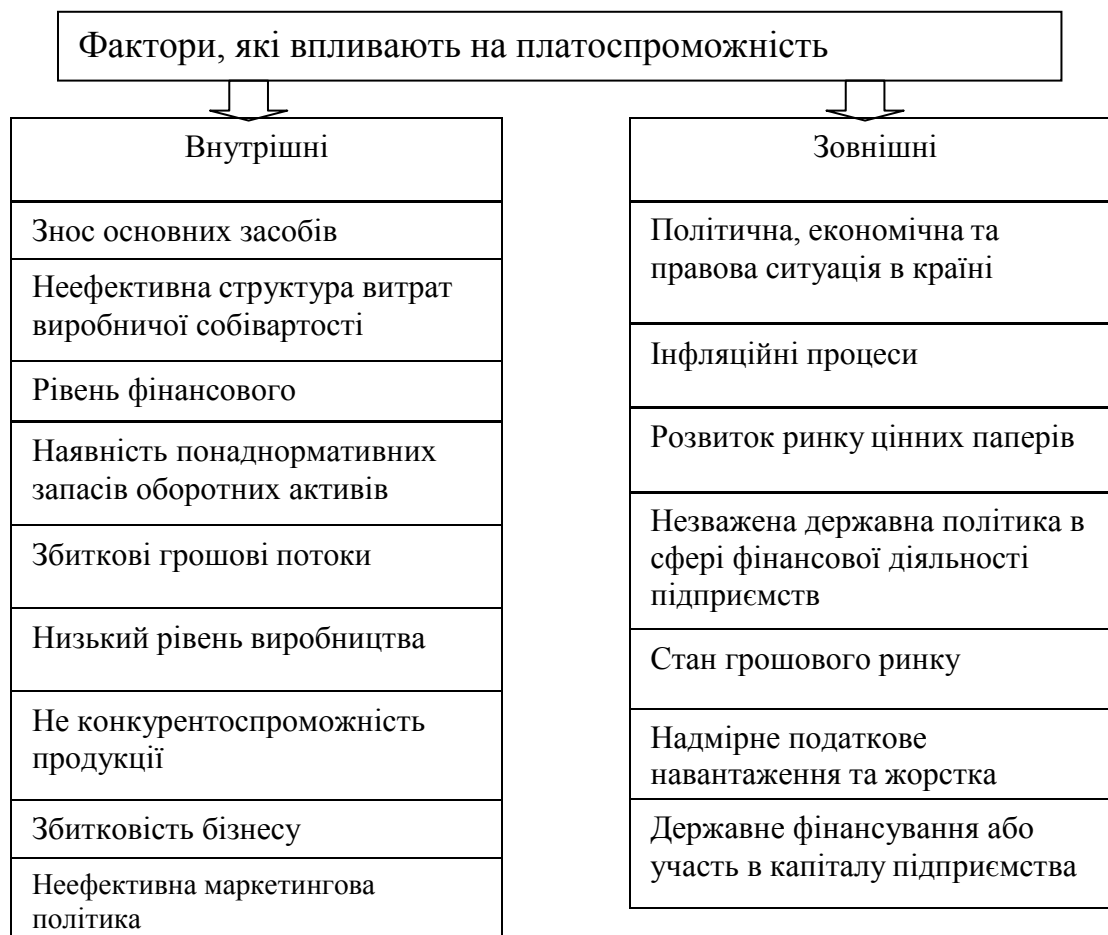 Фактори, які впливають на платоспроможність
Внутрішні
Знос основних засобів
Неефективна структура витрат
виробничої собівартості
Рівень фінансового
Наявність понаднормативних
запасів оборотних активів
Збиткові грошові потоки
Низький рівень виробництва
Не конкурентоспроможність
продукції
Збитковість бізнесу
Неефективна маркетингова
політика
Зовнішні
Політична, економічна та
правова ситуація в країні
Інфляційні процеси
Розвиток ринку цінних паперів
Незважена державна політика в
сфері фінансової діяльності
підприємств
Стан грошового ринку
Надмірне податкове
навантаження та жорстка
Державне фінансування або
участь в капіталу підприємства